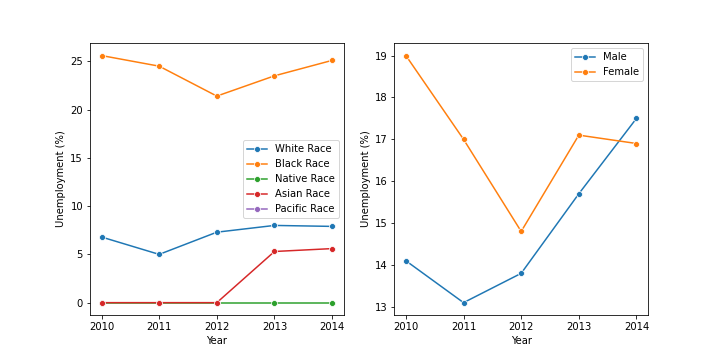 25
20
15
10
5
0
Unemployment (%)
White Race
Black Race
Native Race
Asian Race
Pacific Race
2010 2011 2012 2013 2014
Year
19
18
17
16
15
14
13
Unemployment (%)
Male
Female
2010 2011 2012 2013 2014
Year